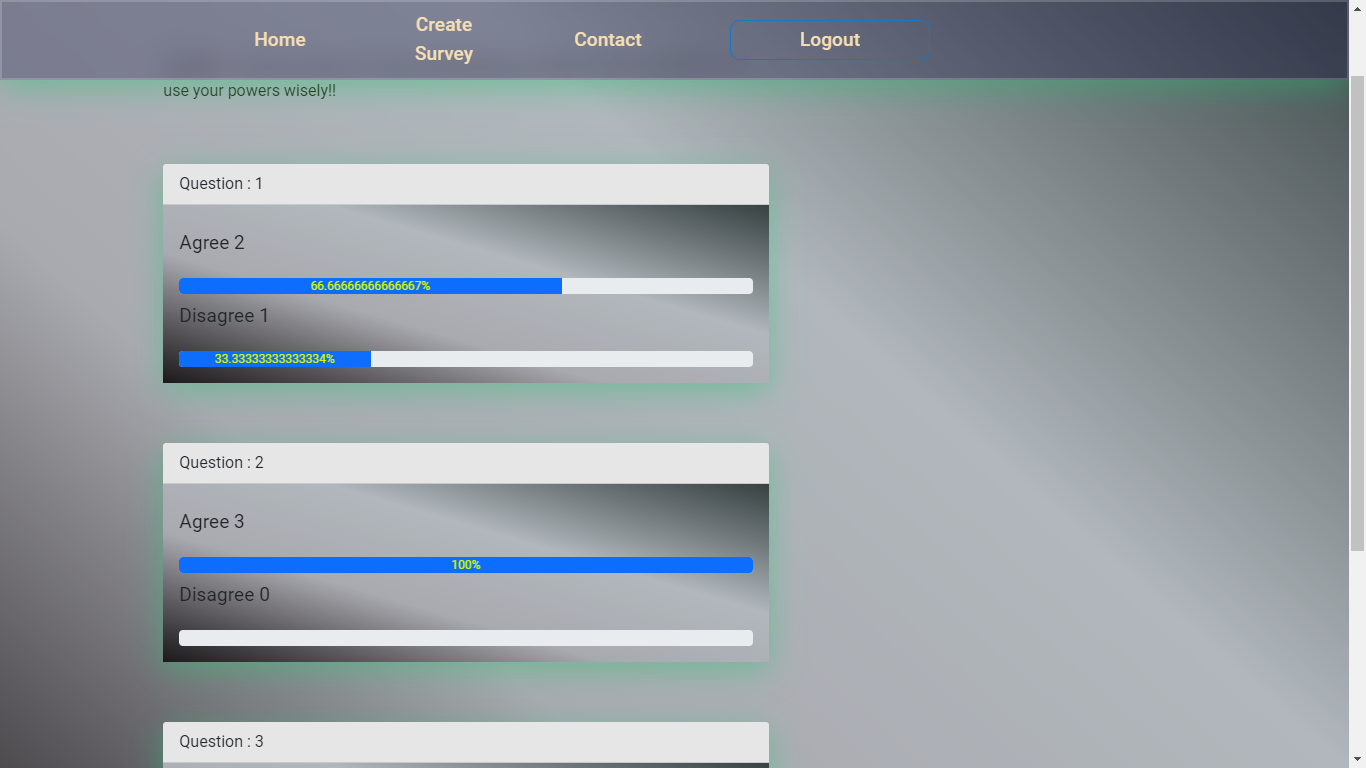 Home
Create
Survey
Contact
Logout
use your powers wisely!!
Question : 1
Agree 2
66.66666666666667%
Disagree 1
33.33333333333334%
Question : 2
Agree 3
100%
Disagree 0
Question : 3